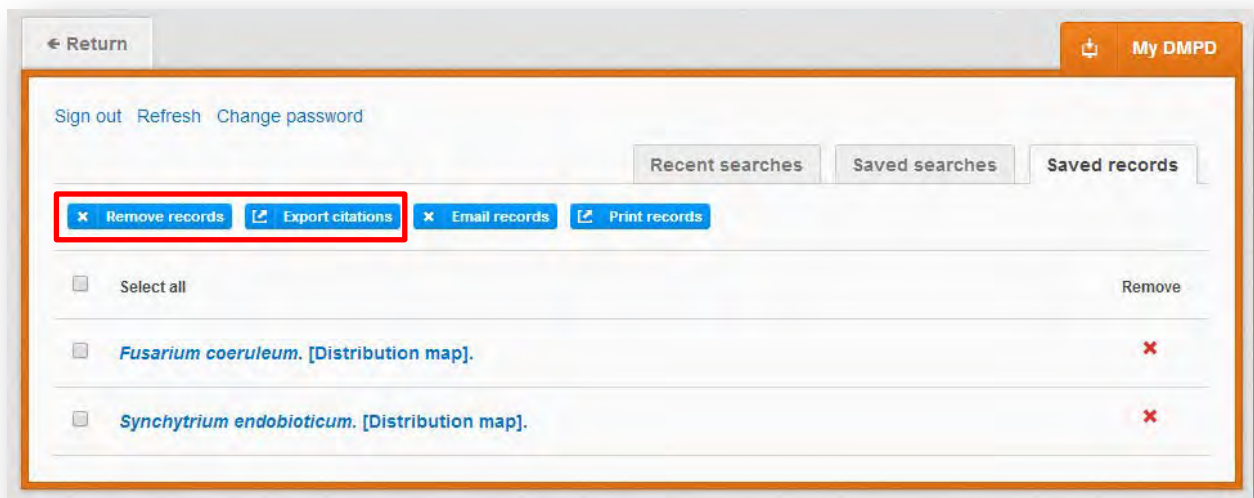 Return
My DMPD
Sign out Refresh Change password
Recent searches Saved searches Saved records
Remove records Export citations Email records Print records
Select all Remove
Fusarium coeruleum. [Distribution map].
Synchytrium endobioticum. [Distribution map].